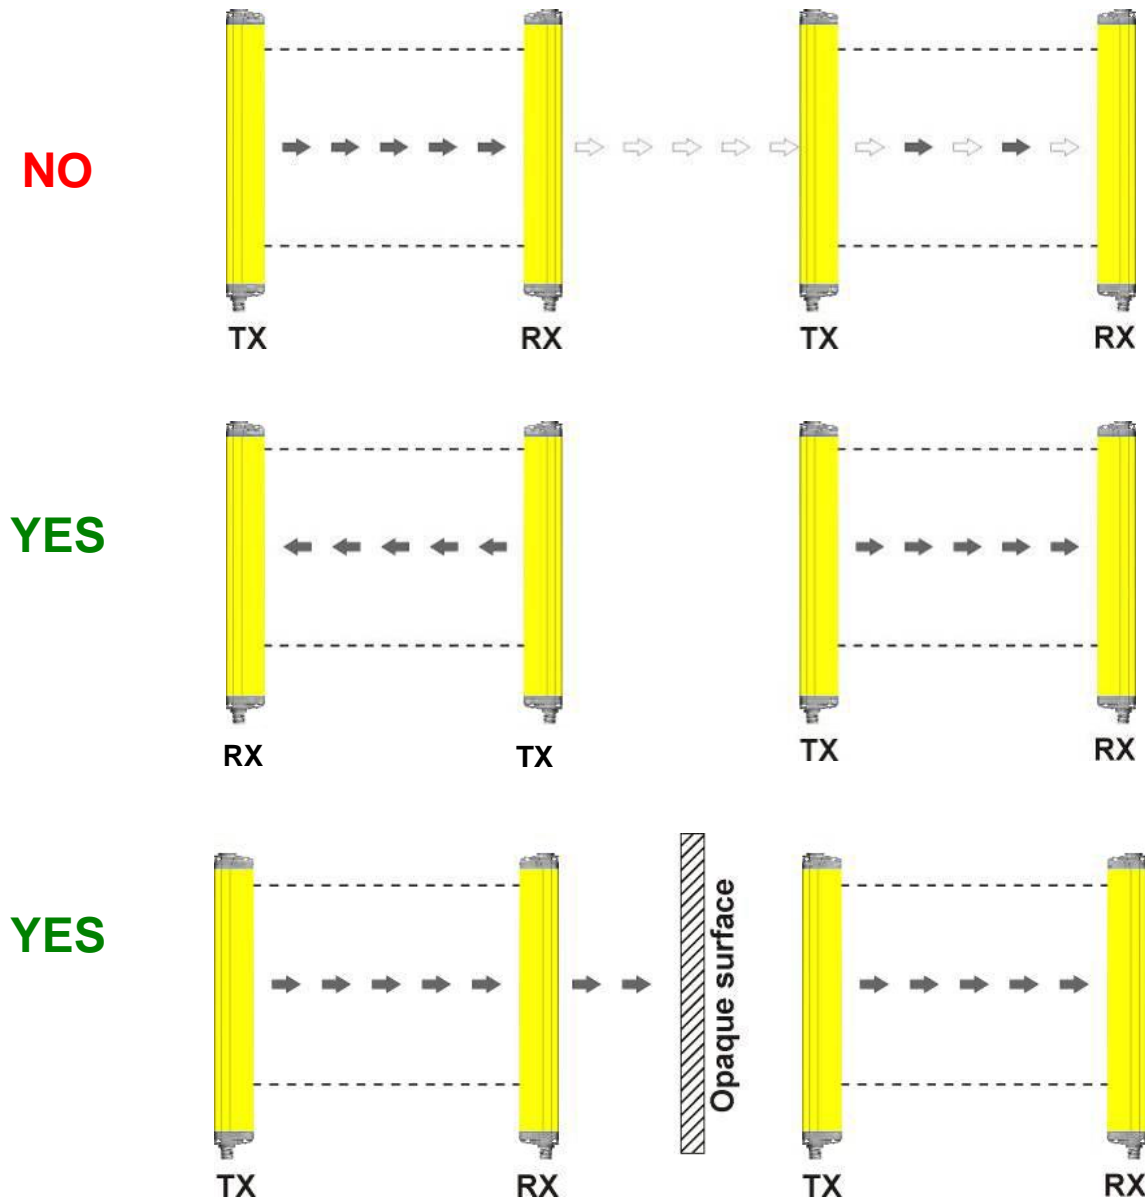 NO
TX RX TX RX
YES
RX TX TX RX
YES
Opaque surface
TX RX TX RX